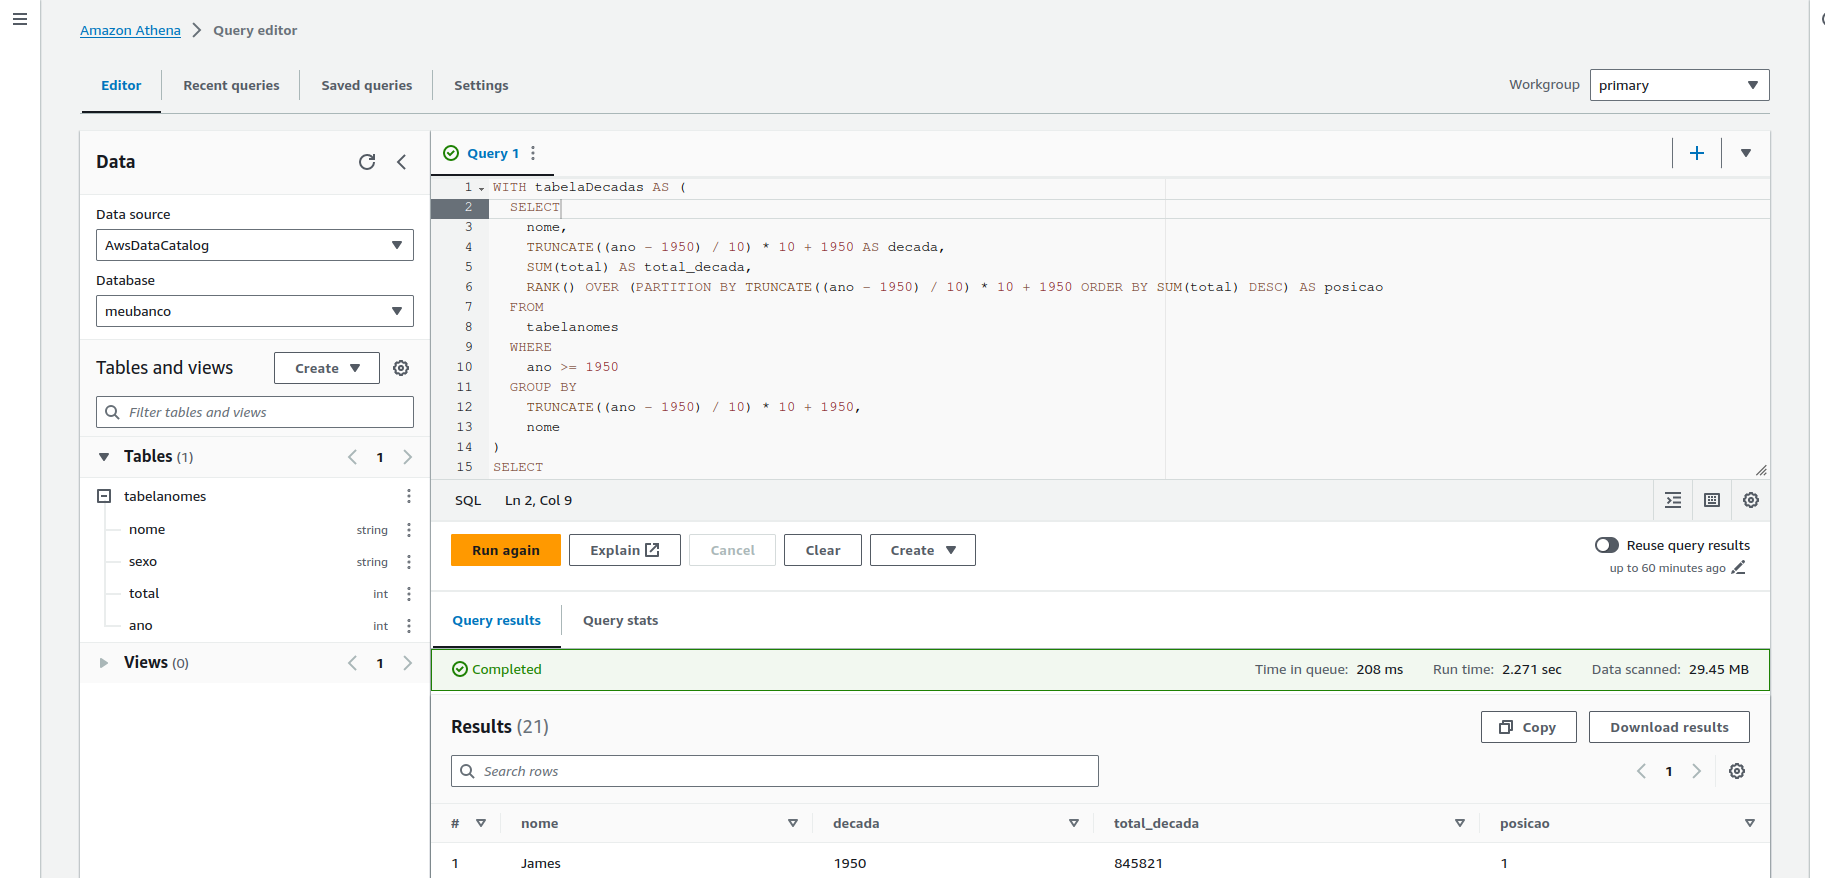 Amazon Athena > Query editor
Editor Recent queries Saved queries Settings
Workgroup primary
Data
Data source
AwsDataCatalog
Database
meubanco
Tables and views Create
Filter tables and views
Tables (1) 1
tabelanomes
nome string
sexo string
total int
ano int
Views (0) 1
Query 1
1 WITH tabelaDecadas AS (
2 SELECT
3 nome,
4 TRUNCATE((ano - 1950) / 10) * 10 + 1950 AS decada,
5 SUM(total) AS total_decada,
6 RANK() OVER (PARTITION BY TRUNCATE((ano - 1950) / 10) * 10 + 1950 ORDER BY SUM(total) DESC) AS posicao
7 FROM
8 tabelanomes
9 WHERE
10 ano >= 1950
11 GROUP BY
12 TRUNCATE((ano - 1950) / 10) * 10 + 1950,
13 nome
14 )
15 SELECT
SQL Ln 2, Col 9
Run again Explain Cancel Clear Create
Reuse query results
up to 60 minutes ago
Query results Query stats
Completed Time in queue: 208 ms Run time: 2.271 sec Data scanned: 29.45 MB
Results (21) Copy Download results
Search rows 1
# nome decada total_decada posicao
1 James 1950 845821 1